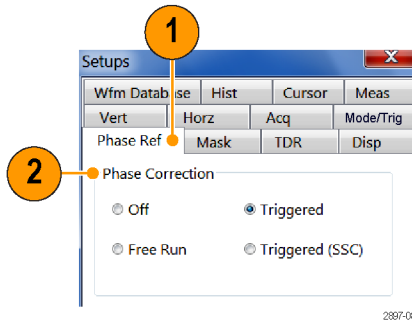 1
Setups
X
Wfm Database Hist Cursor Meas
Vert Horz Acq Mode/Trig
Phase Ref Mask TDR Disp
2
Phase Correction
Off Triggered
Free Run Triggered (SSC)